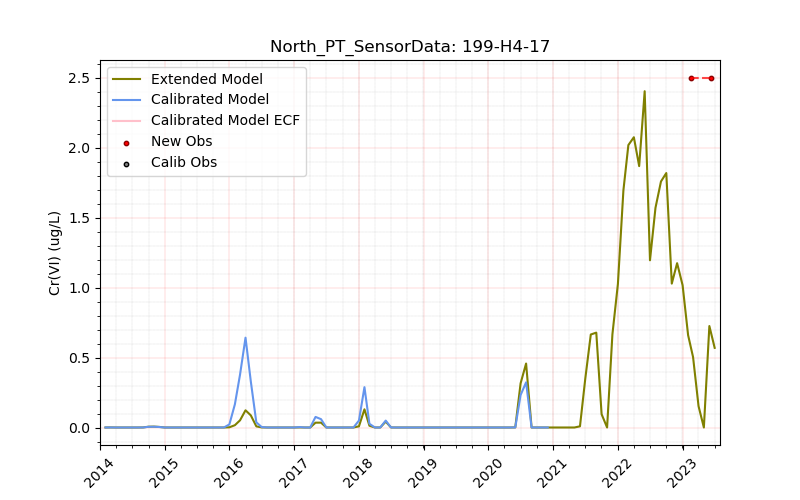 North_PT_SensorData: 199-H4-17
Extended Model
Calibrated Model
Calibrated Model ECF
New Obs
Calib Obs
Cr(VI) (ug/L)
2.5
2.0
1.5
1.0
0.5
0.0
2014 2015 2016 2017 2018 2019 2020 2021 2022 2023